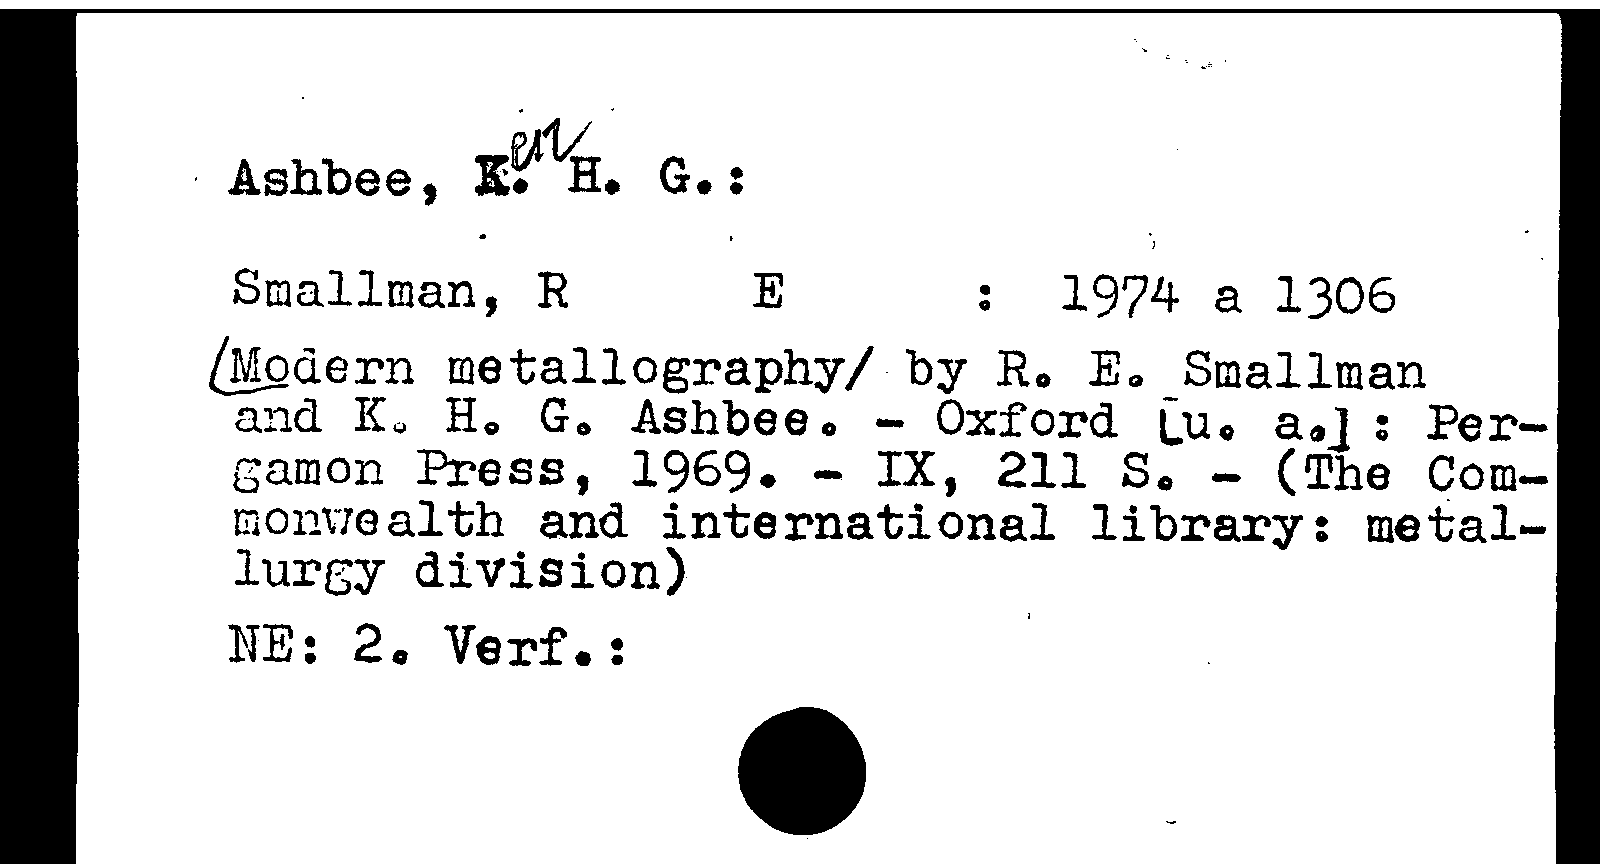 Ashbee, Ken H. G.:
Smallman, R E : 1974 a 1306
(Modern metallography/ by R. E. Smallman
and K. H. G. Ashbee. - Oxford [u. a.] : Per-
gamon Press, 1969. - IX, 211 S. - (The Com-
monwealth and international library: metal-
lurgy division)
NE: 2. Verf.: